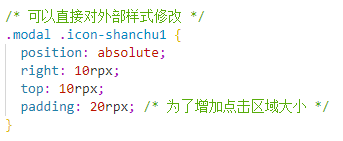 /* 可以直接对外部样式修改 */
.modal .icon-shanchu1 {
  position: absolute;
  right: 10rpx;
  top: 10rpx;
  padding: 20rpx; /* 为了增加点击区域大小 */
}